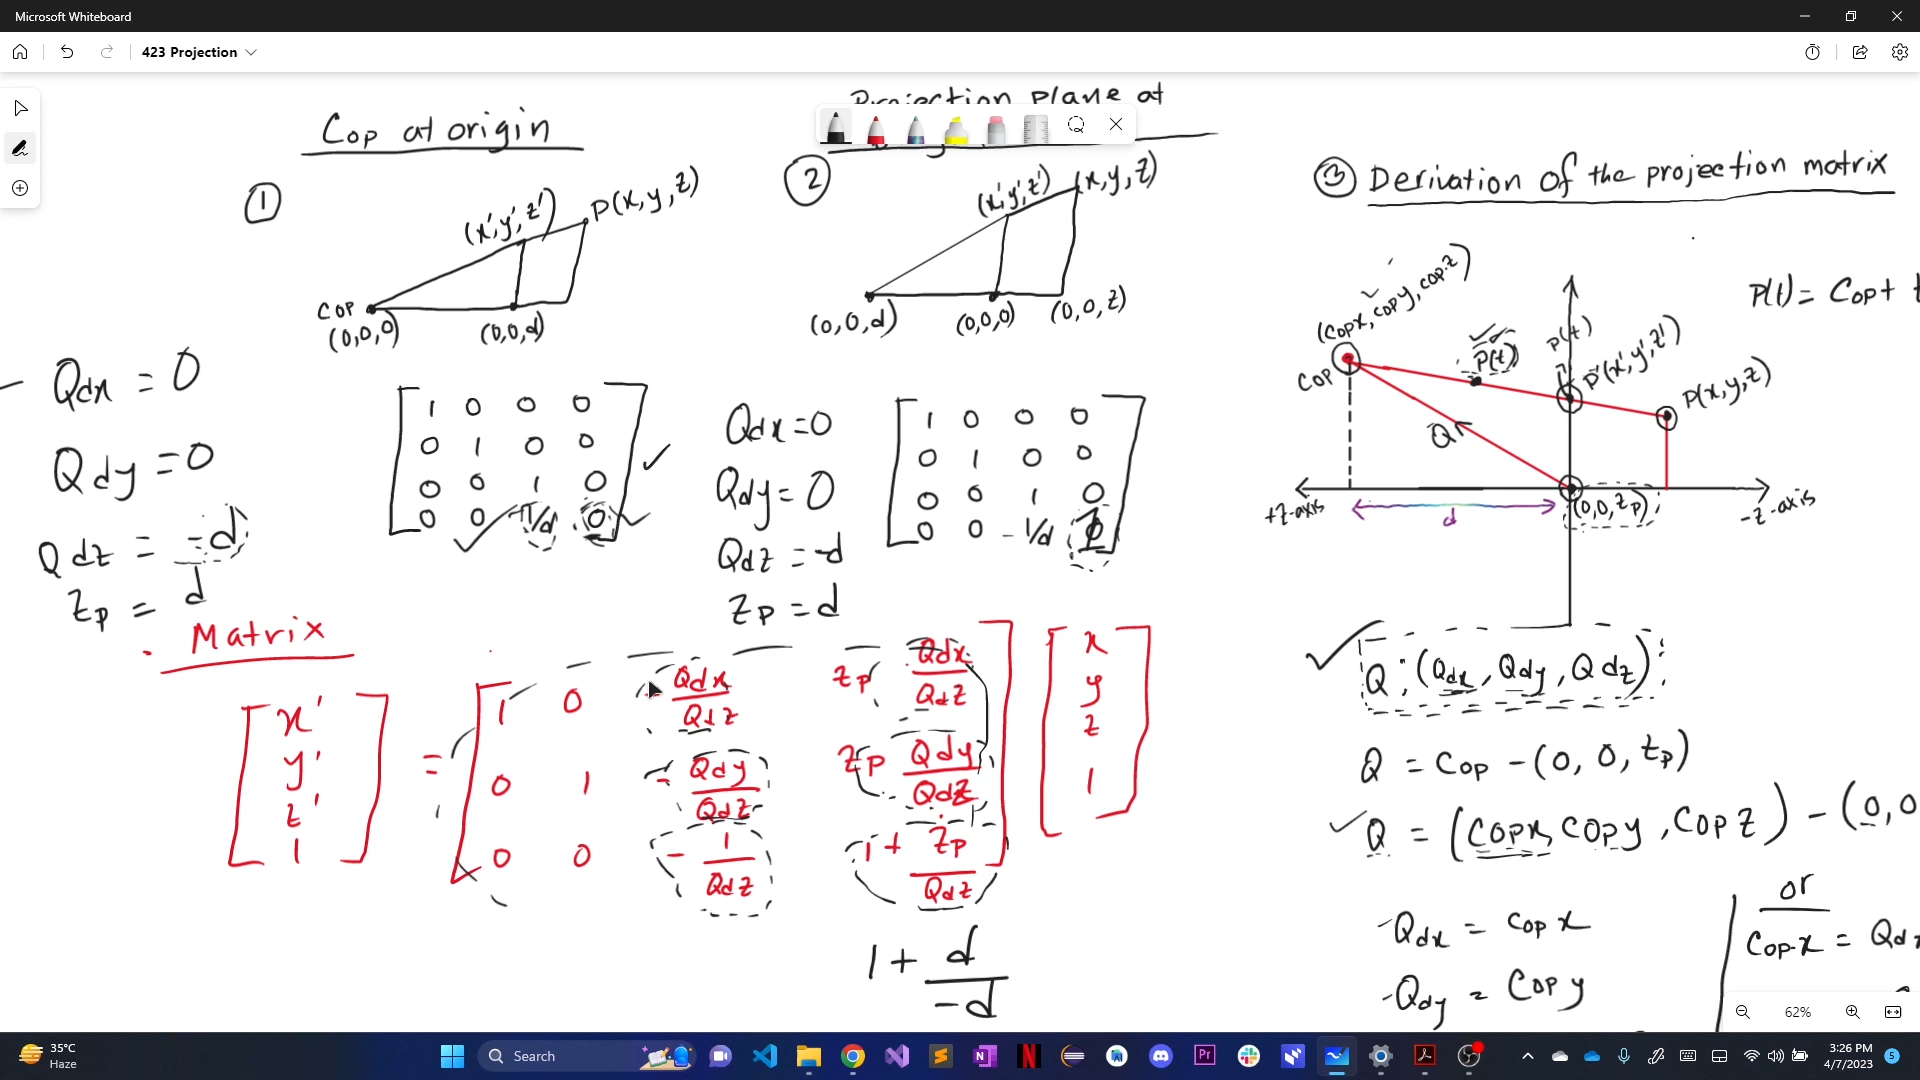 Microsoft Whiteboard
423 Projection
Cop at origin
①
(x', y', z')
P(x, y, z)
COP
(0,0,0)
(0,0,d)
Projection plane at
②
(x', y', z')
(x, y, z)
(0,0,d)
(0,0,0)
(0,0,z)
③ Derivation of the projection matrix
(copx, copy, cop.z)
COP
P(t)
P(t)
P'(x', y', z')
P(x, y, z)
Q
+Z-axis
d
(0,0,Zp)
-Z-axis
P(t) = Cop +
Qdx = 0
Qdy = 0
Qdz = -d
Zp = d
1 0 0 0
0 1 0 0
0 0 1 0
0 0 -1/d 0
Qdx = 0
Qdy = 0
Qdz = -d
Zp = d
1 0 0 0
0 1 0 0
0 0 1 0
0 0 -1/d
Matrix
x'
y'
z'
1
=
1 0 - Qdx/Qdz Zp Qdx/Qdz
0 1 - Qdy/Qdz Zp Qdy/Qdz
0 0 - 1/Qdz 1 + Zp/Qdz
x
y
z
1
1 + d/-d
Q : (Qdx, Qdy, Qdz)
Q = Cop - (0, 0, Zp)
Q = (Copx, Copy, Copz) - (0, 0
-Qdx = Cop x
-Qdy = Cop y
or
Cop.x = Qdx
62%
35°C
Haze
Search
3:26 PM
4/7/2023
5